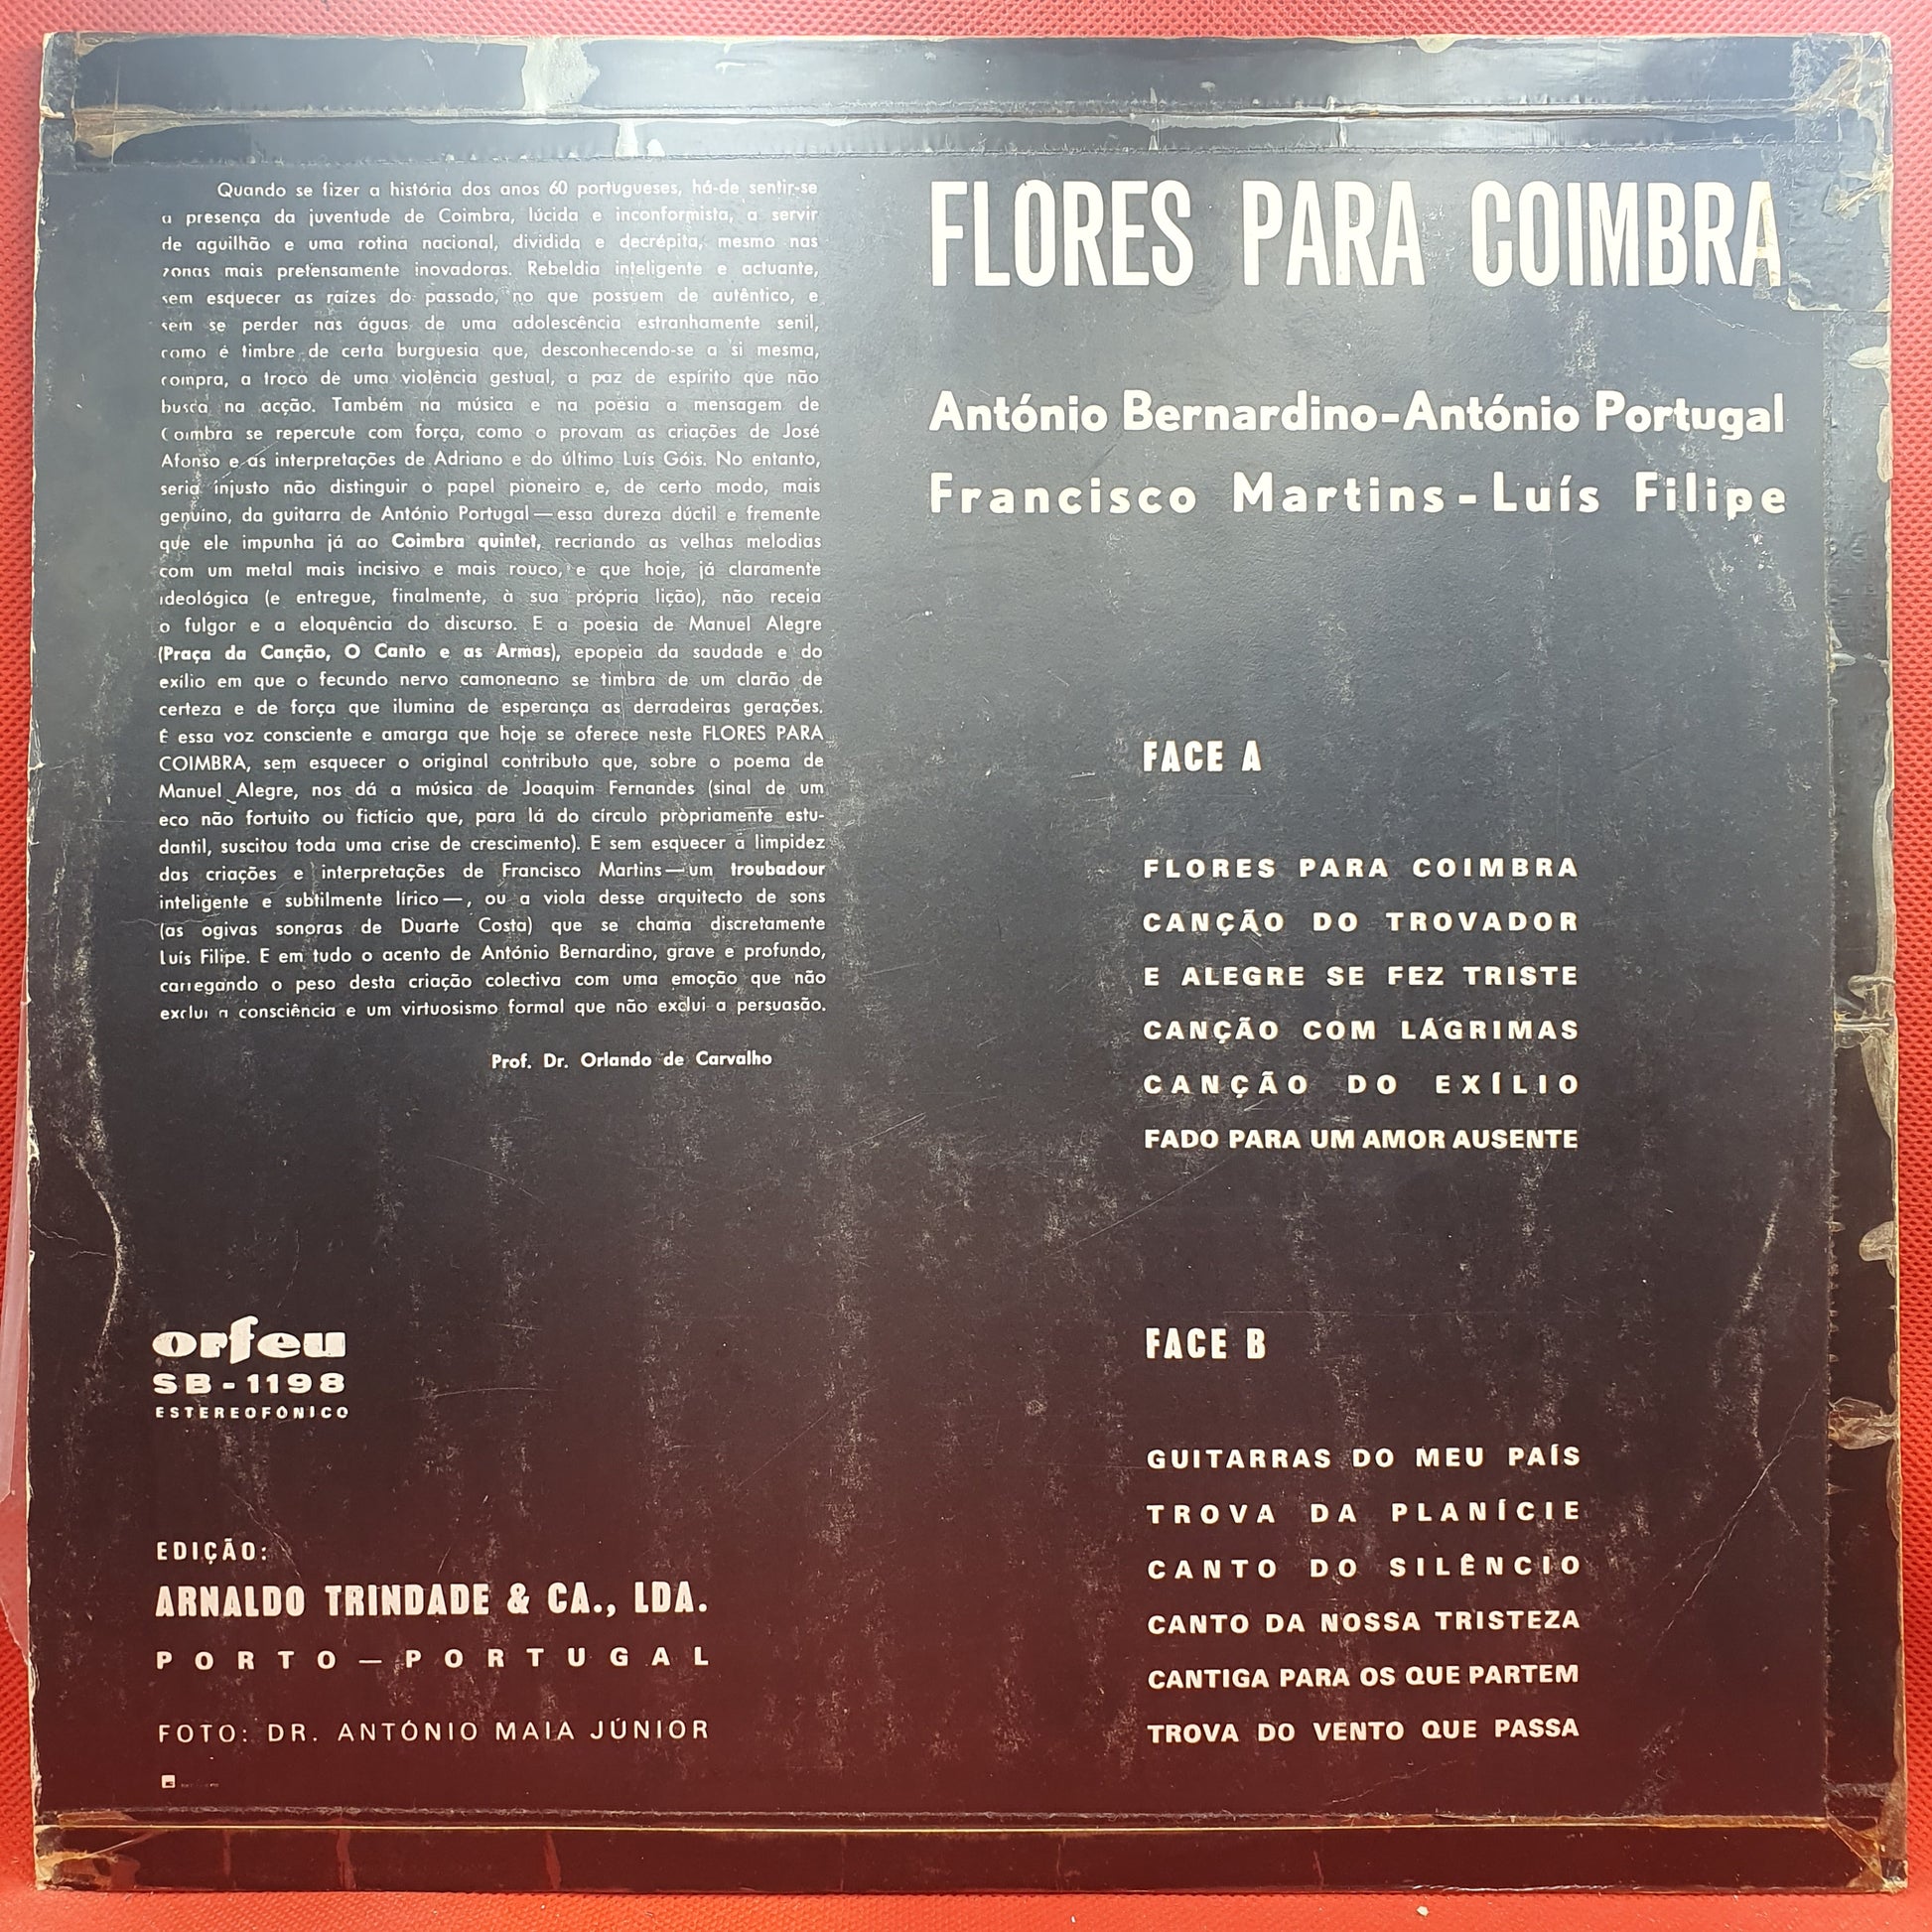 Quando se fizer a história dos anos 60 portugueses, há-de sentir-se
a presença da juventude de Coimbra, lúcida e inconformista, a servir
de aguilhão e uma rotina nacional, dividida e decrépita, mesmo nas
zonas mais pretensamente inovadoras. Rebeldia inteligente e actuante,
sem esquecer as raízes do passado, no que possuem de autêntico, e
sem se perder nas águas de uma adolescência estranhamente senil,
como é timbre de certa burguesia que, desconhecendo-se a si mesma,
compra, a troco de uma violência gestual, a paz de espírito que não
busca na acção. Também na música e na poesia a mensagem de
Coimbra se repercute com força, como o provam as criações de José
Afonso e as interpretações de Adriano e do último Luís Góis. No entanto,
seria injusto não distinguir o papel pioneiro e, de certo modo, mais
genuíno, da guitarra de António Portugal — essa dureza dúctil e fremente
que ele impunha já ao Coimbra quintet, recriando as velhas melodias
com um metal mais incisivo e mais rouco, e que hoje, já claramente
ideológica (e entregue, finalmente, à sua própria lição), não receia
o fulgor e a eloquência do discurso. E a poesia de Manuel Alegre
(Praça da Canção, O Canto e as Armas), epopeia da saudade e do
exílio em que o fecundo nervo camoneano se timbra de um clarão de
certeza e de força que ilumina de esperança as derradeiras gerações.
É essa voz consciente e amarga que hoje se oferece neste FLORES PARA
COIMBRA, sem esquecer o original contributo que, sobre o poema de
Manuel Alegre, nos dá a música de Joaquim Fernandes (sinal de um
eco não fortuito ou fictício que, para lá do círculo pròpriamente estu-
dantil, suscitou toda uma crise de crescimento). E sem esquecer a limpidez
das criações e interpretações de Francisco Martins — um troubadour
inteligente e subtilmente lírico —, ou a viola desse arquitecto de sons
(as ogivas sonoras de Duarte Costa) que se chama discretamente
Luís Filipe. E em tudo o acento de António Bernardino, grave e profundo,
carregando o peso desta criação colectiva com uma emoção que não
exclui a consciência e um virtuosismo formal que não exclui a persuasão.
Prof. Dr. Orlando de Carvalho
orfeu
SB-1198
ESTEREOFÓNICO
EDIÇÃO:
ARNALDO TRINDADE & CA., LDA.
PORTO — PORTUGAL
FOTO: DR. ANTÓNIO MAIA JÚNIOR
FLORES PARA COIMBRA
António Bernardino-António Portugal
Francisco Martins-Luís Filipe
FACE A
FLORES PARA COIMBRA
CANÇÃO DO TROVADOR
E ALEGRE SE FEZ TRISTE
CANÇÃO COM LÁGRIMAS
CANÇÃO DO EXÍLIO
FADO PARA UM AMOR AUSENTE
FACE B
GUITARRAS DO MEU PAÍS
TROVA DA PLANÍCIE
CANTO DO SILÊNCIO
CANTO DA NOSSA TRISTEZA
CANTIGA PARA OS QUE PARTEM
TROVA DO VENTO QUE PASSA